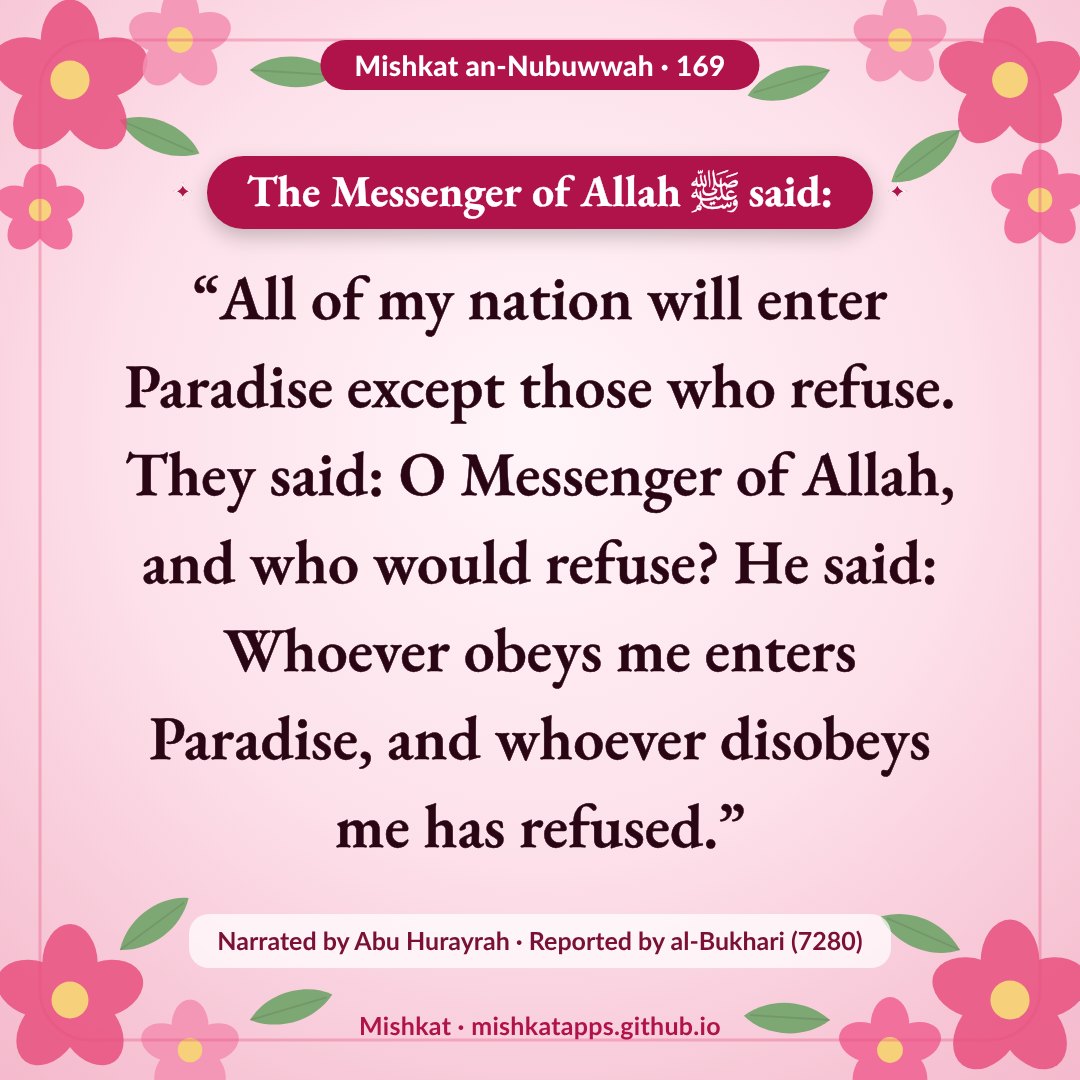 Mishkat an-Nubuwwah · 169
The Messenger of Allah ﷺ said:
“All of my nation will enter
Paradise except those who refuse.
They said: O Messenger of Allah,
and who would refuse? He said:
Whoever obeys me enters
Paradise, and whoever disobeys
me has refused.”
Narrated by Abu Hurayrah · Reported by al-Bukhari (7280)
Mishkat · mishkatapps.github.io